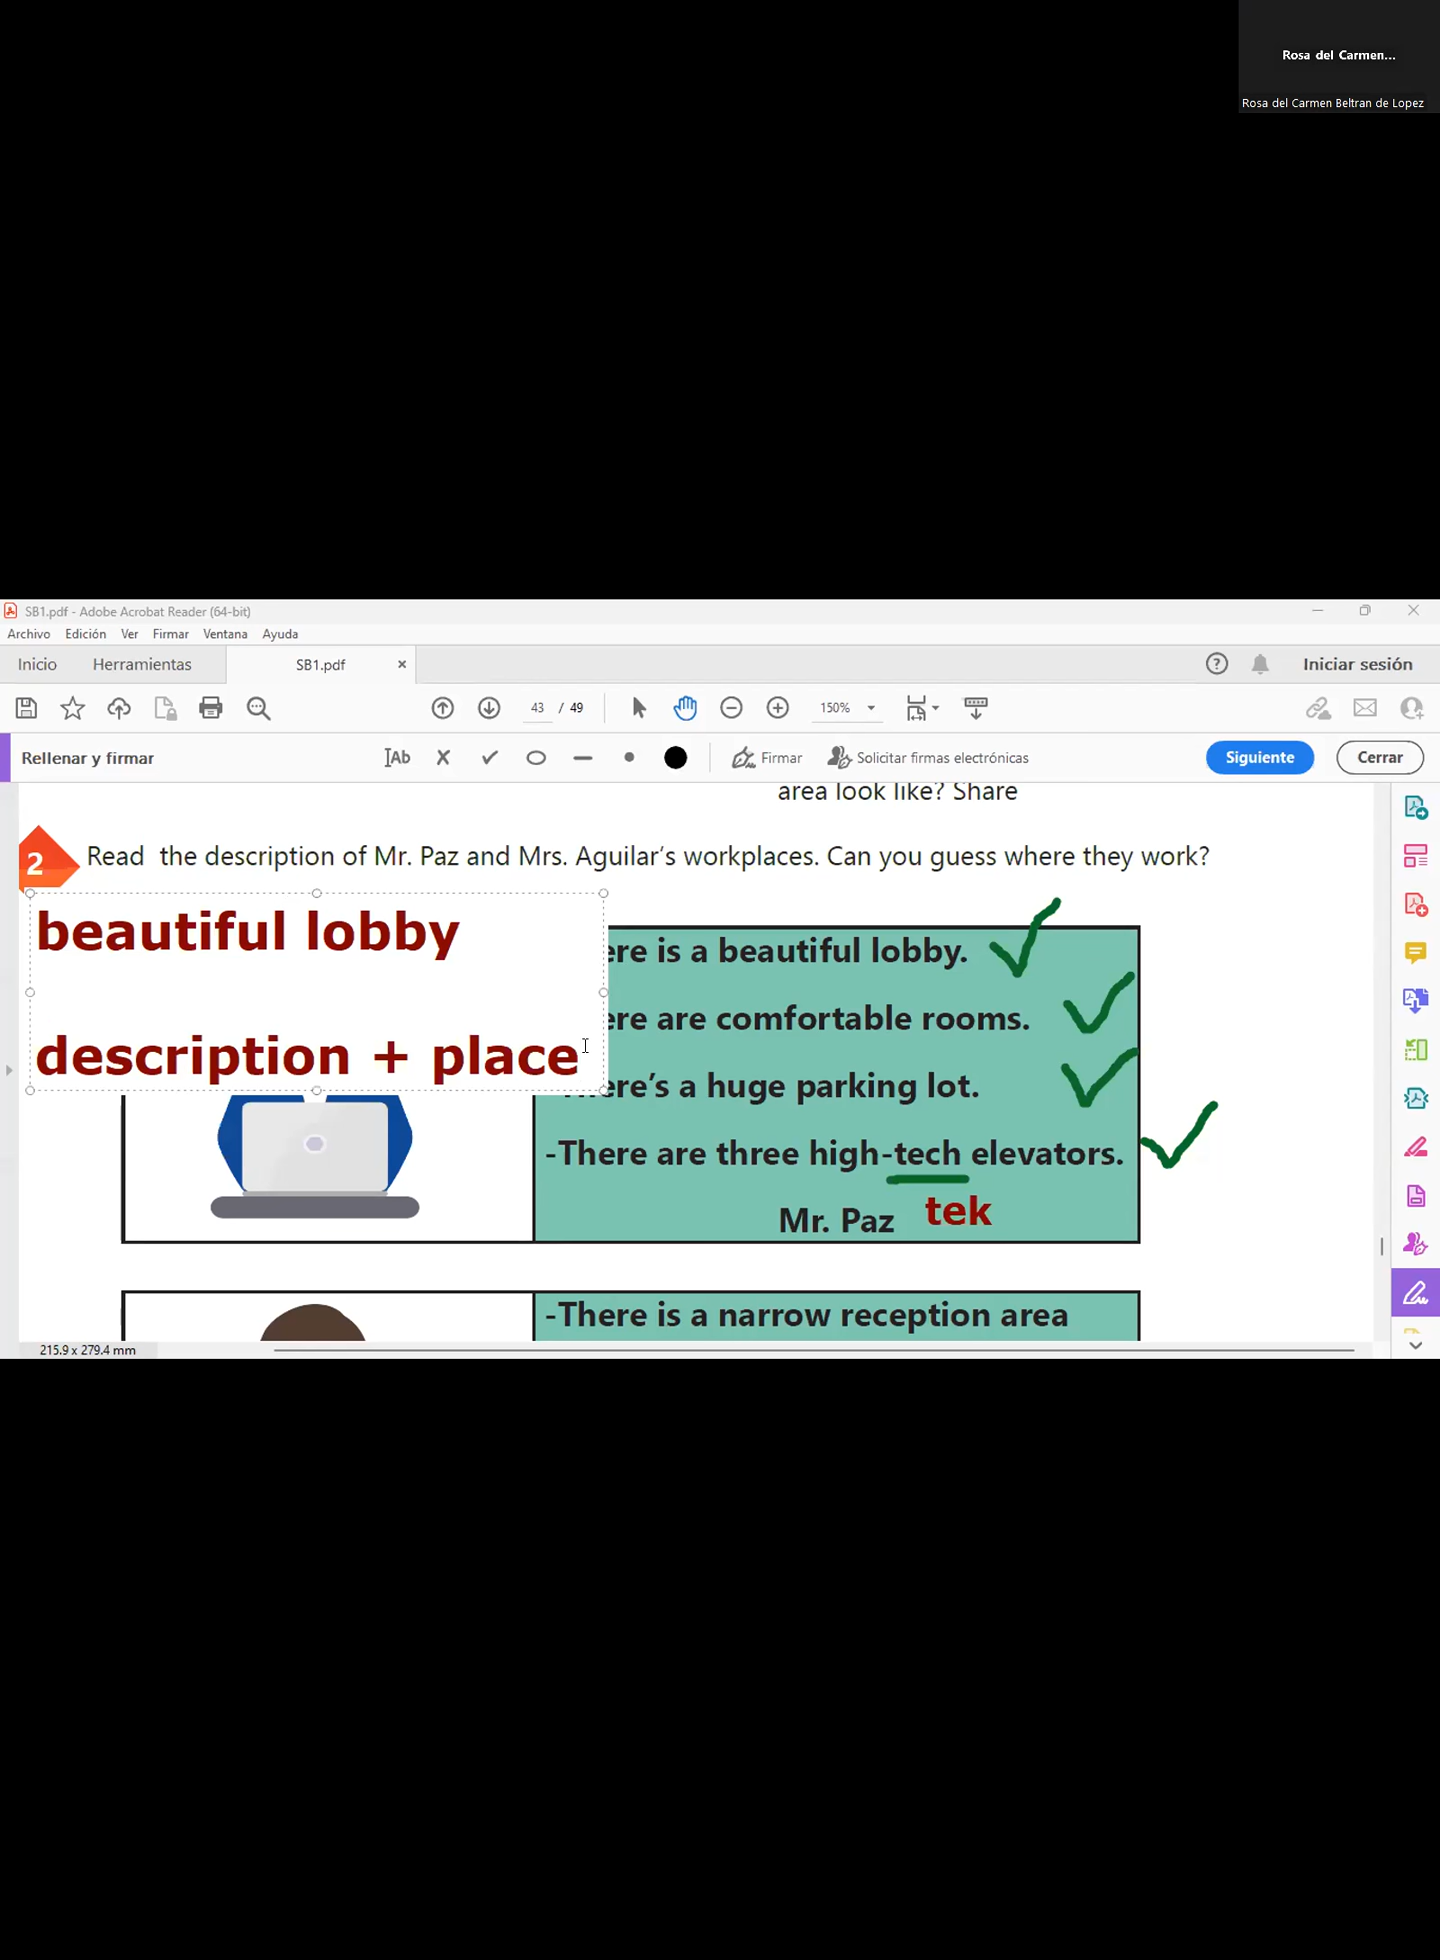 Rosa del Carmen...
Rosa del Carmen Beltran de Lopez
SB1.pdf - Adobe Acrobat Reader (64-bit)
Archivo Edición Ver Firmar Ventana Ayuda
Inicio Herramientas SB1.pdf Iniciar sesión
43 / 49 150%
Rellenar y firmar Ab Firmar Solicitar firmas electrónicas Siguiente Cerrar
area look like? Share
2 Read the description of Mr. Paz and Mrs. Aguilar's workplaces. Can you guess where they work?
beautiful lobby
description + place
ere is a beautiful lobby.
ere are comfortable rooms.
here's a huge parking lot.
-There are three high-tech elevators.
Mr. Paz tek
-There is a narrow reception area
215.9 x 279.4 mm